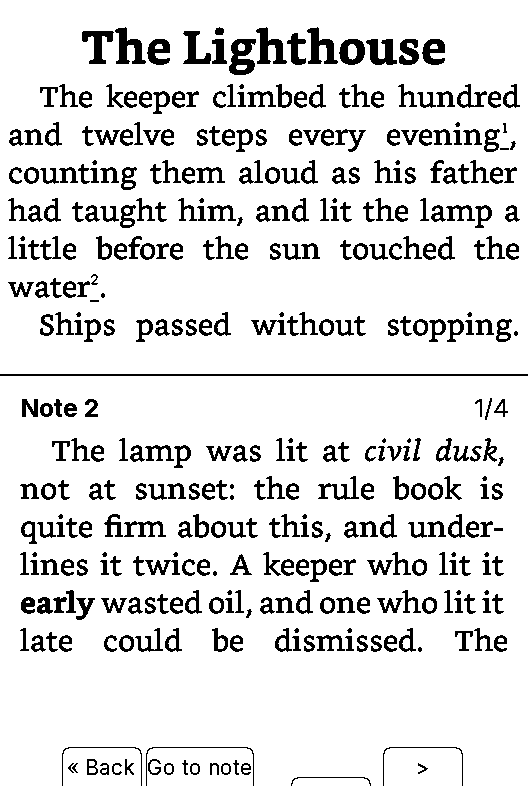 The Lighthouse
The keeper climbed the hundred
and twelve steps every evening¹,
counting them aloud as his father
had taught him, and lit the lamp a
little before the sun touched the
water².
Ships passed without stopping.
Note 2 1/4
The lamp was lit at civil dusk,
not at sunset: the rule book is
quite firm about this, and under-
lines it twice. A keeper who lit it
early wasted oil, and one who lit it
late could be dismissed. The
« Back Go to note >